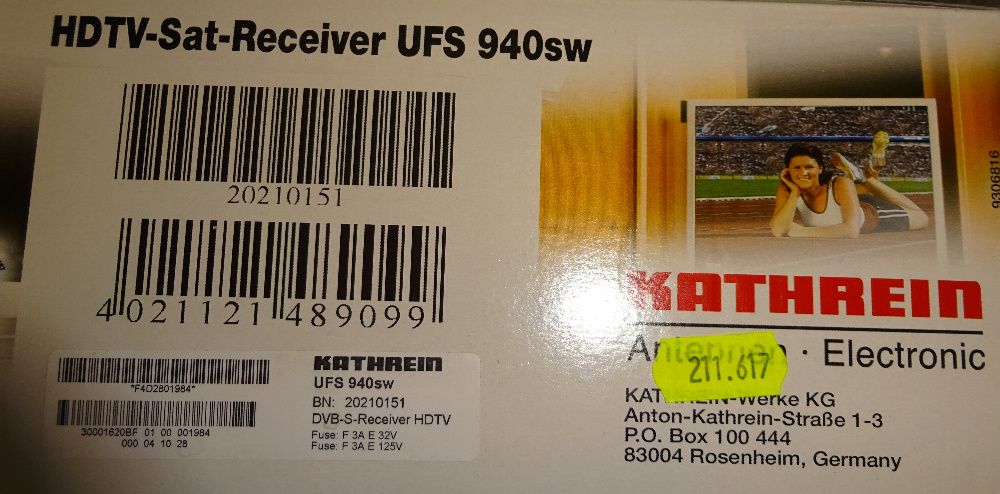 HDTV-Sat-Receiver UFS 940sw
20210151
4 021121 489099
*F4D2801984*
30001620BF 01 00 001984
000 04 10 28
KATHREIN
UFS 940sw
BN: 20210151
DVB-S-Receiver HDTV
Fuse: F 3A E 32V
Fuse: F 3A E 125V
9306816
KATHREIN
Antennen · Electronic
211.617
KATHREIN-Werke KG
Anton-Kathrein-Straße 1-3
P.O. Box 100 444
83004 Rosenheim, Germany